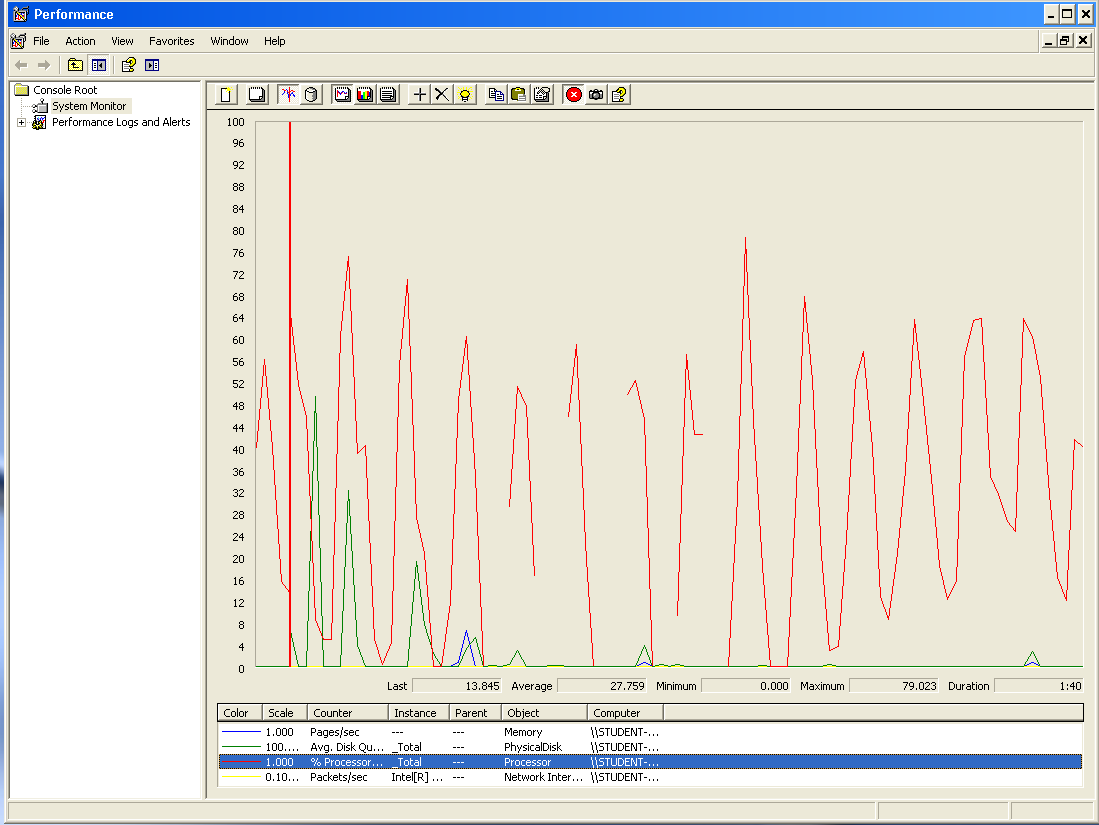 Performance
File Action View Favorites Window Help
Console Root
System Monitor
Performance Logs and Alerts
100
96
92
88
84
80
76
72
68
64
60
56
52
48
44
40
36
32
28
24
20
16
12
8
4
0
Last 13.845 Average 27.759 Minimum 0.000 Maximum 79.023 Duration 1:40
Color Scale Counter Instance Parent Object Computer
1.000 Pages/sec --- --- Memory \\STUDENT-...
100.... Avg. Disk Qu... _Total --- PhysicalDisk \\STUDENT-...
1.000 % Processor... _Total --- Processor \\STUDENT-...
0.10... Packets/sec Intel[R] ... --- Network Inter... \\STUDENT-...